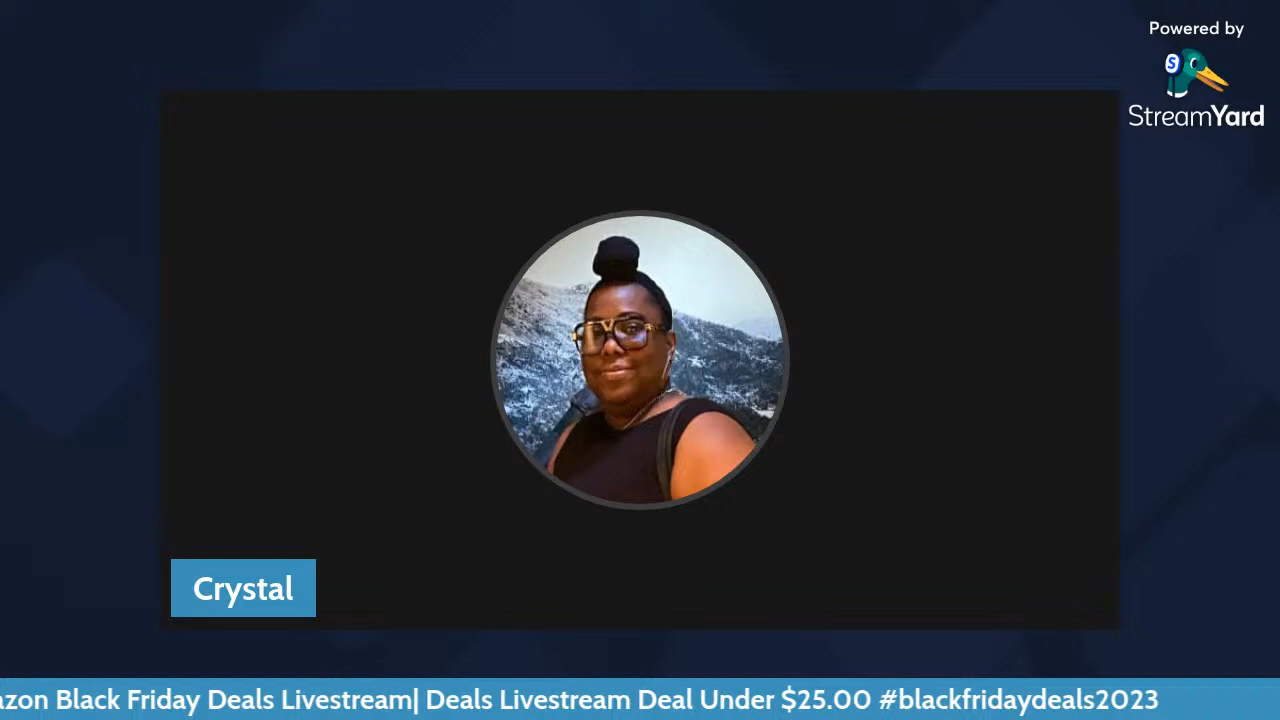 Powered by
S
StreamYard
Crystal
azon Black Friday Deals Livestream| Deals Livestream Deal Under $25.00 #blackfridaydeals2023